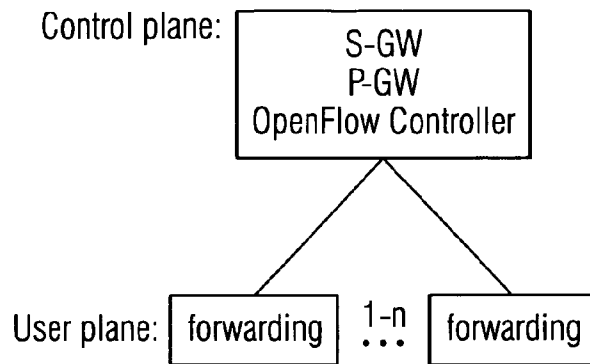 Control plane:
S-GW
P-GW
OpenFlow Controller
User plane:
forwarding
1-n
...
forwarding